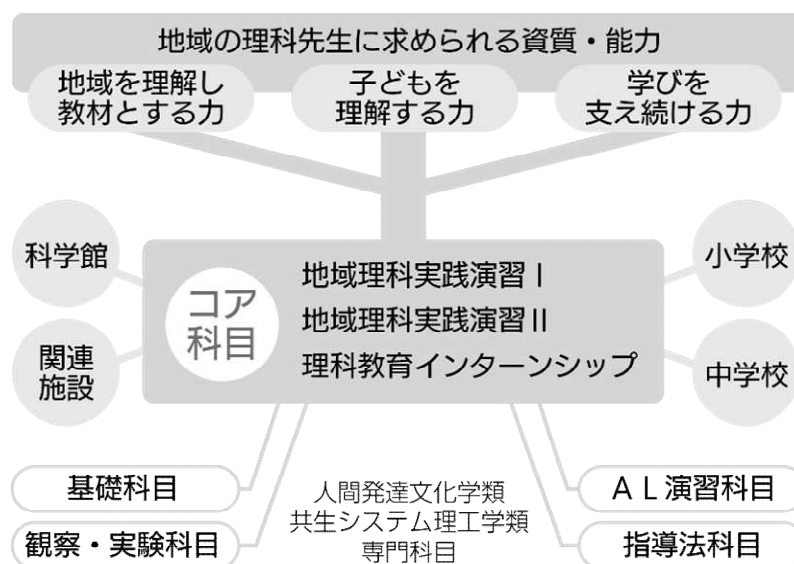 地域の理科先生に求められる資質・能力
地域を理解し
教材とする力
子どもを
理解する力
学びを
支え続ける力
科学館
関連
施設
コア
科目
地域理科実践演習Ⅰ
地域理科実践演習Ⅱ
理科教育インターンシップ
小学校
中学校
基礎科目
観察・実験科目
人間発達文化学類
共生システム理工学類
専門科目
ＡＬ演習科目
指導法科目